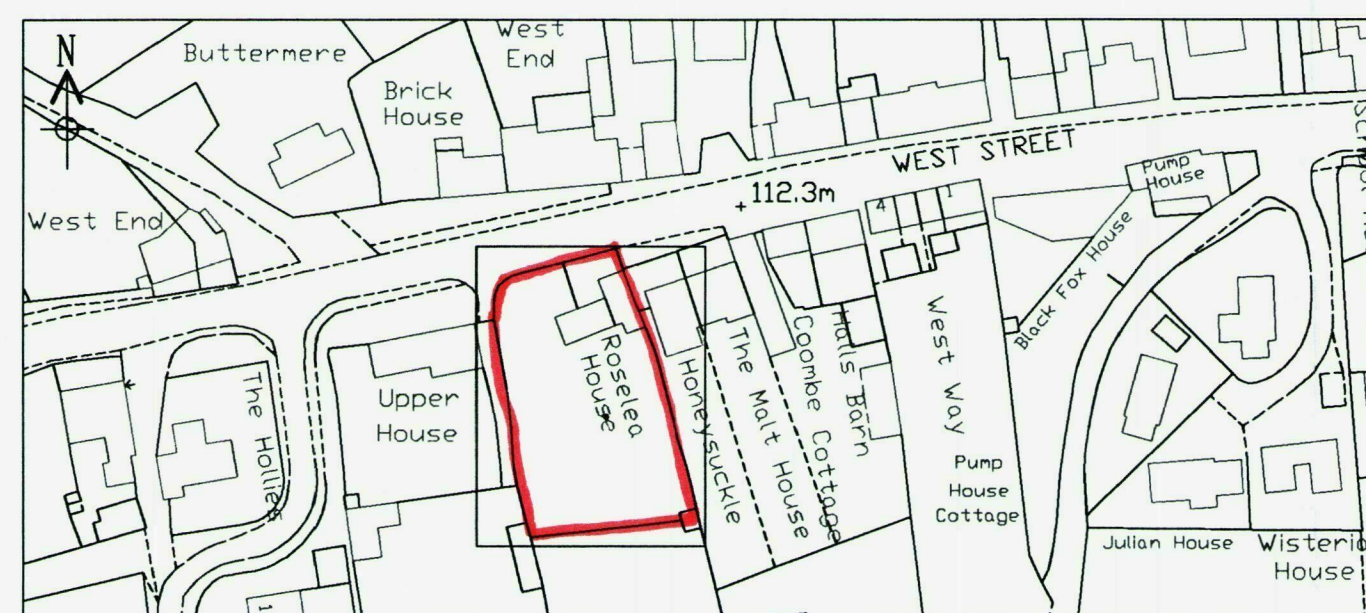 N
Buttermere
West
End
Brick
House
West End
WEST STREET
112.3m
Pump
House
4
1
Black Fox House
The Hollies
Upper
House
Roselea
House
Honeysuckle
The Malt House
Coombe Cottage
Halls Barn
West Way
Pump
House
Cottage
Julian House
Wisteria
House
1